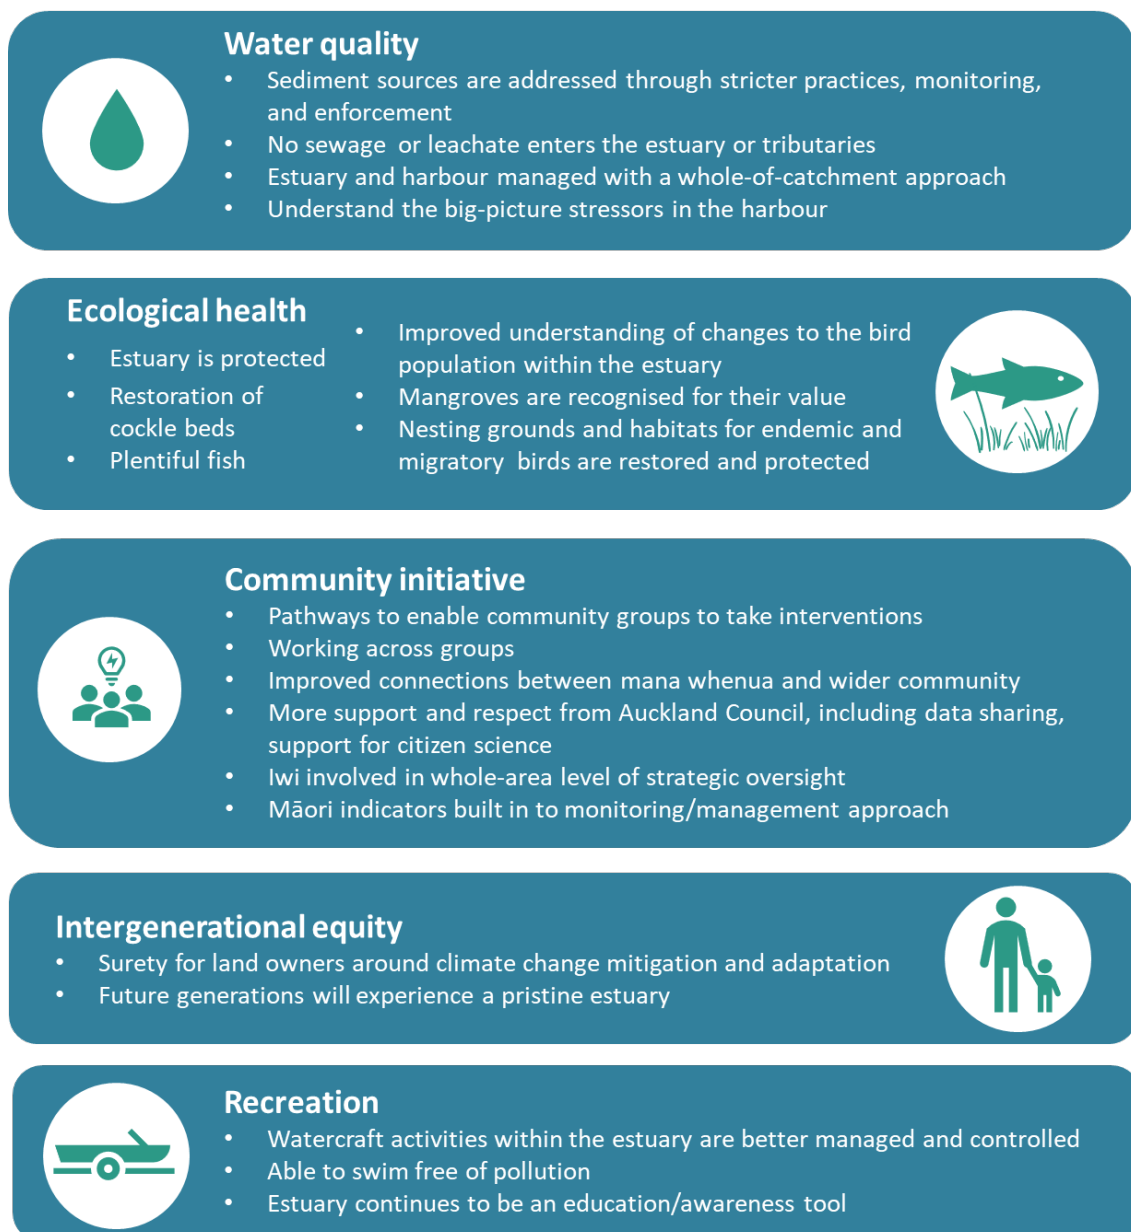 Water quality
• Sediment sources are addressed through stricter practices, monitoring,
and enforcement
• No sewage or leachate enters the estuary or tributaries
• Estuary and harbour managed with a whole-of-catchment approach
• Understand the big-picture stressors in the harbour
Ecological health
• Estuary is protected
• Restoration of
cockle beds
• Plentiful fish
• Improved understanding of changes to the bird
population within the estuary
• Mangroves are recognised for their value
• Nesting grounds and habitats for endemic and
migratory birds are restored and protected
Community initiative
• Pathways to enable community groups to take interventions
• Working across groups
• Improved connections between mana whenua and wider community
• More support and respect from Auckland Council, including data sharing,
support for citizen science
• Iwi involved in whole-area level of strategic oversight
• Māori indicators built in to monitoring/management approach
Intergenerational equity
• Surety for land owners around climate change mitigation and adaptation
• Future generations will experience a pristine estuary
Recreation
• Watercraft activities within the estuary are better managed and controlled
• Able to swim free of pollution
• Estuary continues to be an education/awareness tool